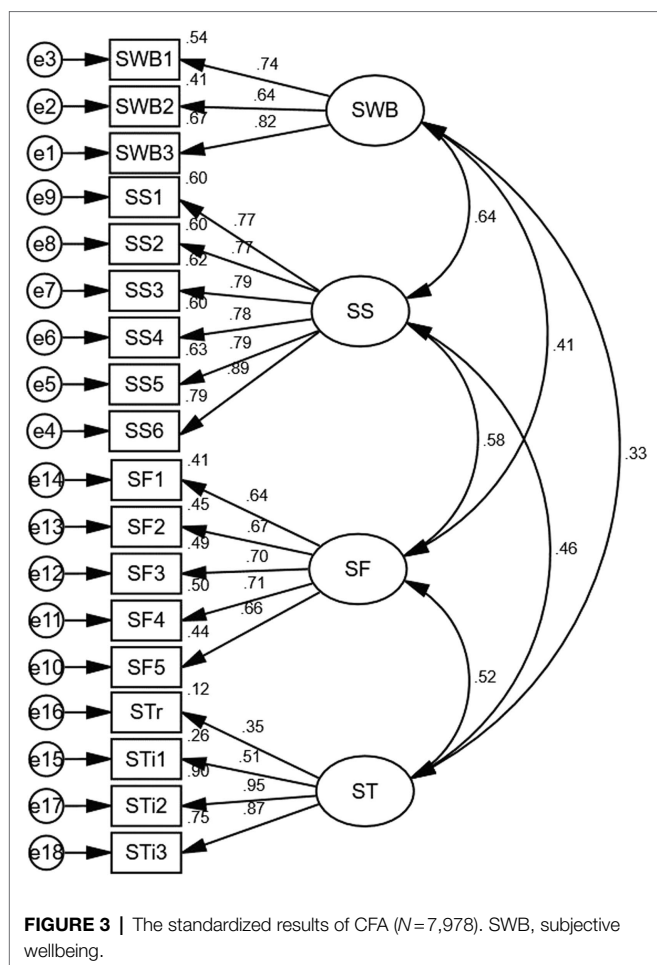 .54
e3 SWB1 .74
.41
e2 SWB2 .64 SWB
.67
e1 SWB3 .82
.60
e9 SS1 .77
.60
e8 SS2 .77 .64
.62
e7 SS3 .79 SS
.60
e6 SS4 .78
.63
e5 SS5 .79 .41
.79
e4 SS6 .89
.58 .33
.41
e14 SF1 .64
.45
e13 SF2 .67
.49
e12 SF3 .70 SF .46
.50
e11 SF4 .71
.44
e10 SF5 .66
.52
.12
e16 STr .35
.26
e15 STi1 .51
.90
e17 STi2 .95 ST
.75
e18 STi3 .87
FIGURE 3 | The standardized results of CFA (N = 7,978). SWB, subjective
wellbeing.